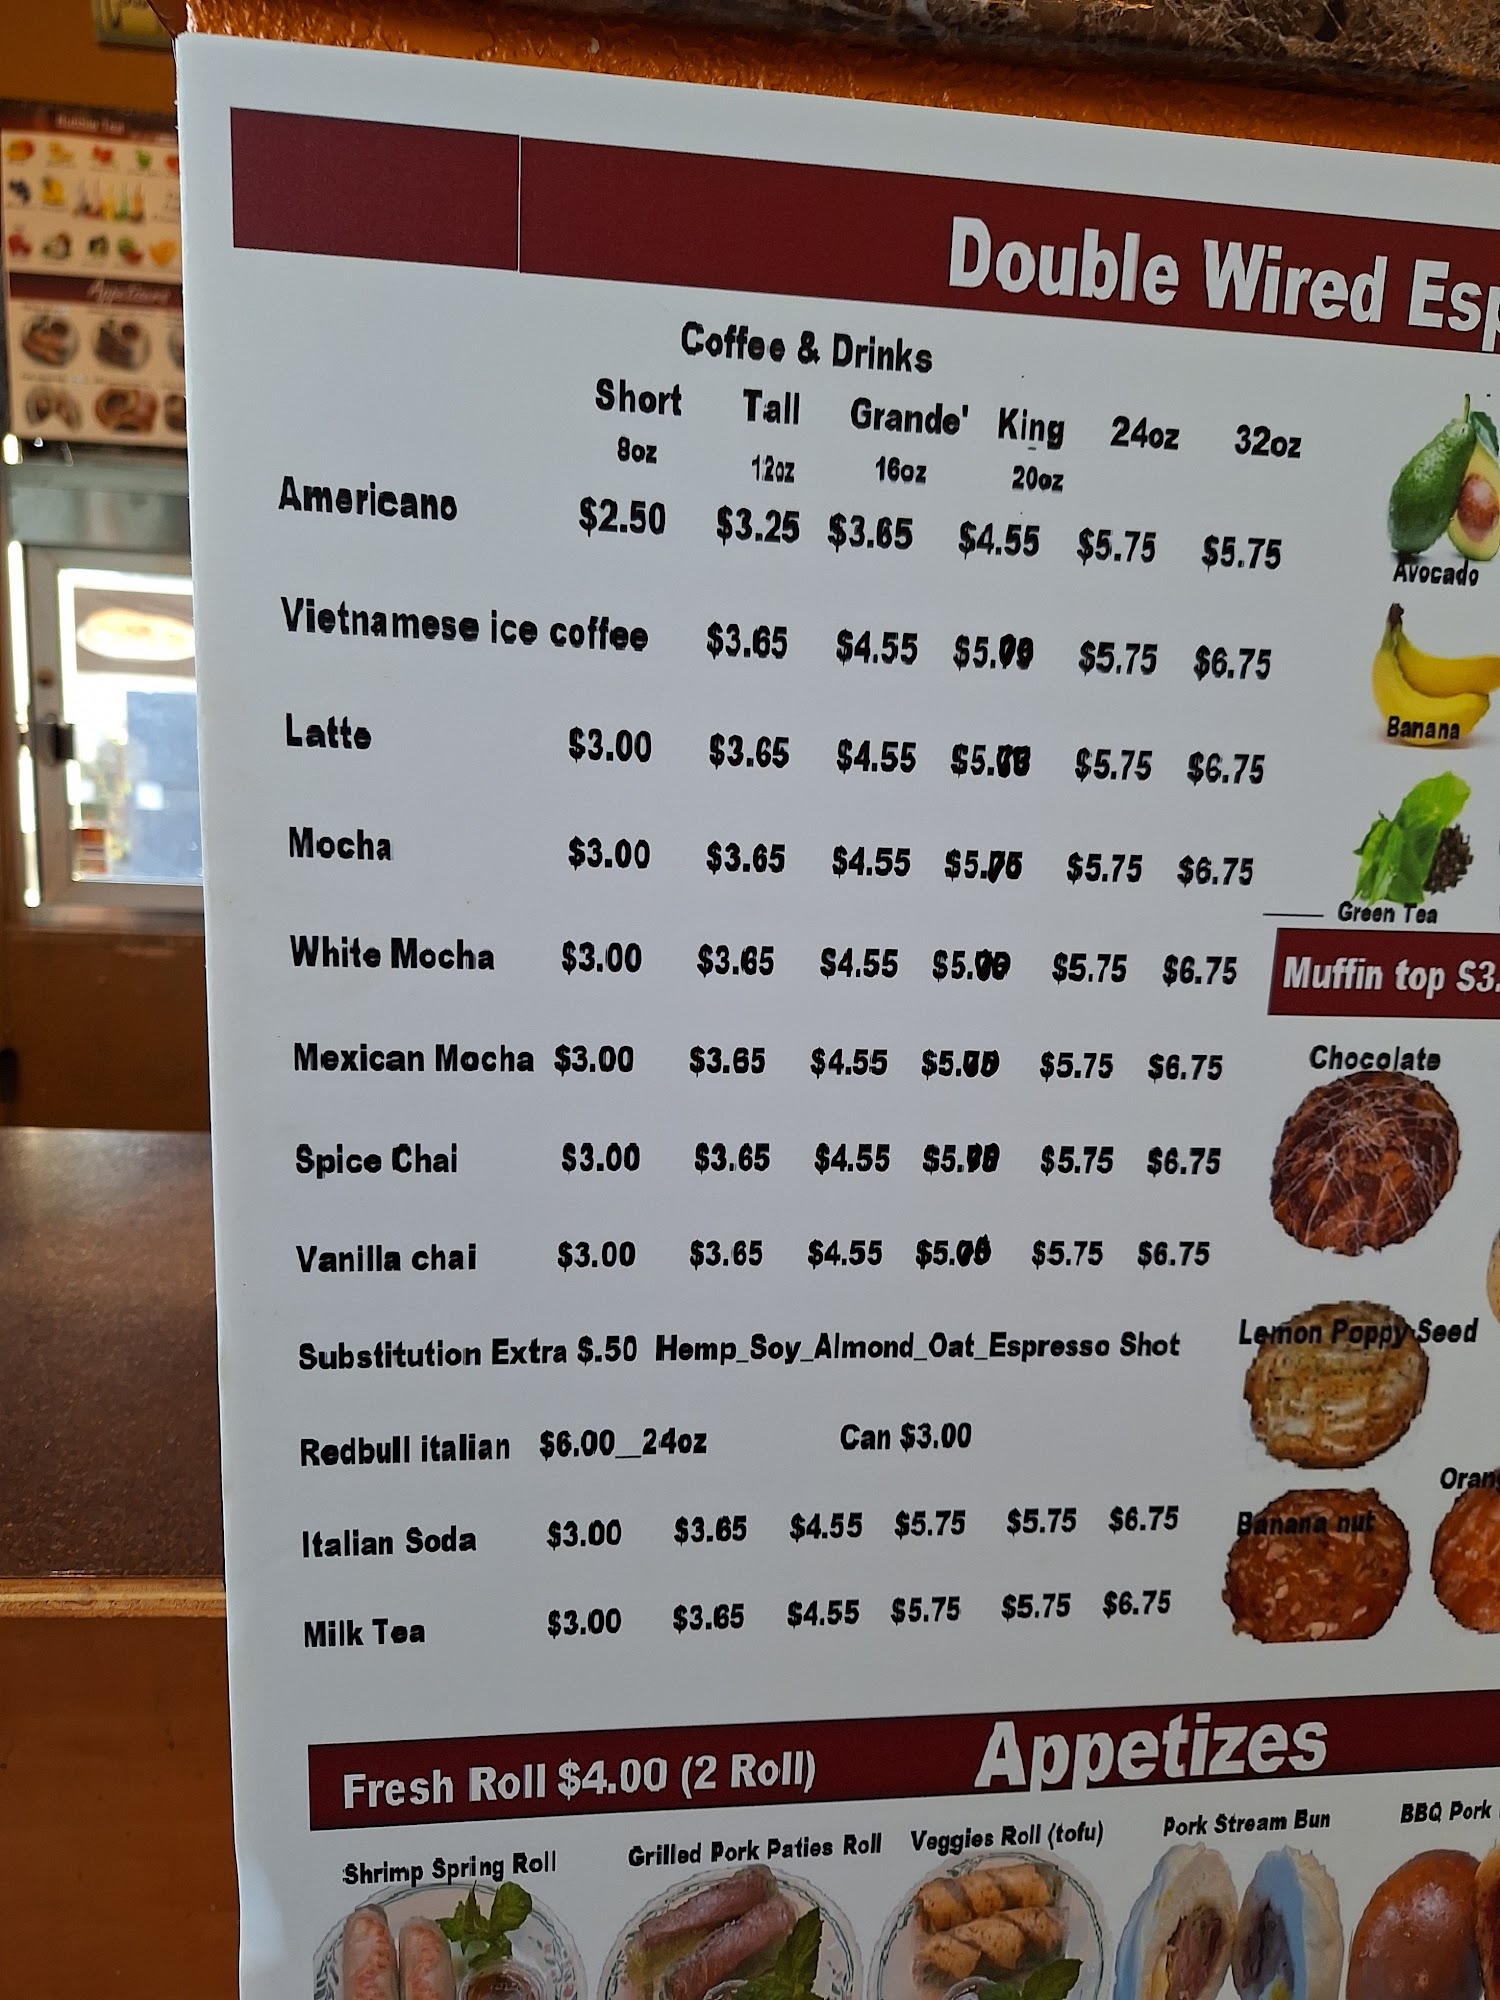 Double Wired Esp
Coffee & Drinks
Short Tall Grande' King 24oz 32oz
8oz 12oz 16oz 20oz
Americano $2.50 $3.25 $3.65 $4.55 $5.75 $5.75
Vietnamese ice coffee $3.65 $4.55 $5.75 $6.75
Latte $3.00 $3.65 $4.55 $5.75 $6.75
Mocha $3.00 $3.65 $4.55 $5.75 $6.75
White Mocha $3.00 $3.65 $4.55 $5.75 $6.75
Mexican Mocha $3.00 $3.65 $4.55 $5.75 $6.75
Spice Chai $3.00 $3.65 $4.55 $5.75 $6.75
Vanilla chai $3.00 $3.65 $4.55 $5.75 $6.75
Substitution Extra $.50 Hemp_Soy_Almond_Oat_Espresso Shot
Redbull italian $6.00__24oz Can $3.00
Italian Soda $3.00 $3.65 $4.55 $5.75 $5.75 $6.75
Milk Tea $3.00 $3.65 $4.55 $5.75 $5.75 $6.75
Avocado
Banana
Green Tea
Muffin top $3.
Chocolate
Lemon Poppy Seed
Banana nut
Oran
Fresh Roll $4.00 (2 Roll) Appetizes
Shrimp Spring Roll
Grilled Pork Paties Roll
Veggies Roll (tofu)
Pork Stream Bun
BBQ Pork
Appetizers